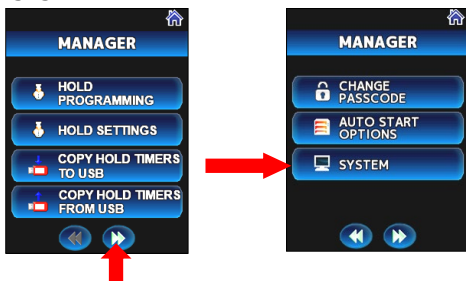 MANAGER
HOLD
PROGRAMMING
HOLD SETTINGS
COPY HOLD TIMERS
TO USB
COPY HOLD TIMERS
FROM USB
MANAGER
CHANGE
PASSCODE
AUTO START
OPTIONS
SYSTEM